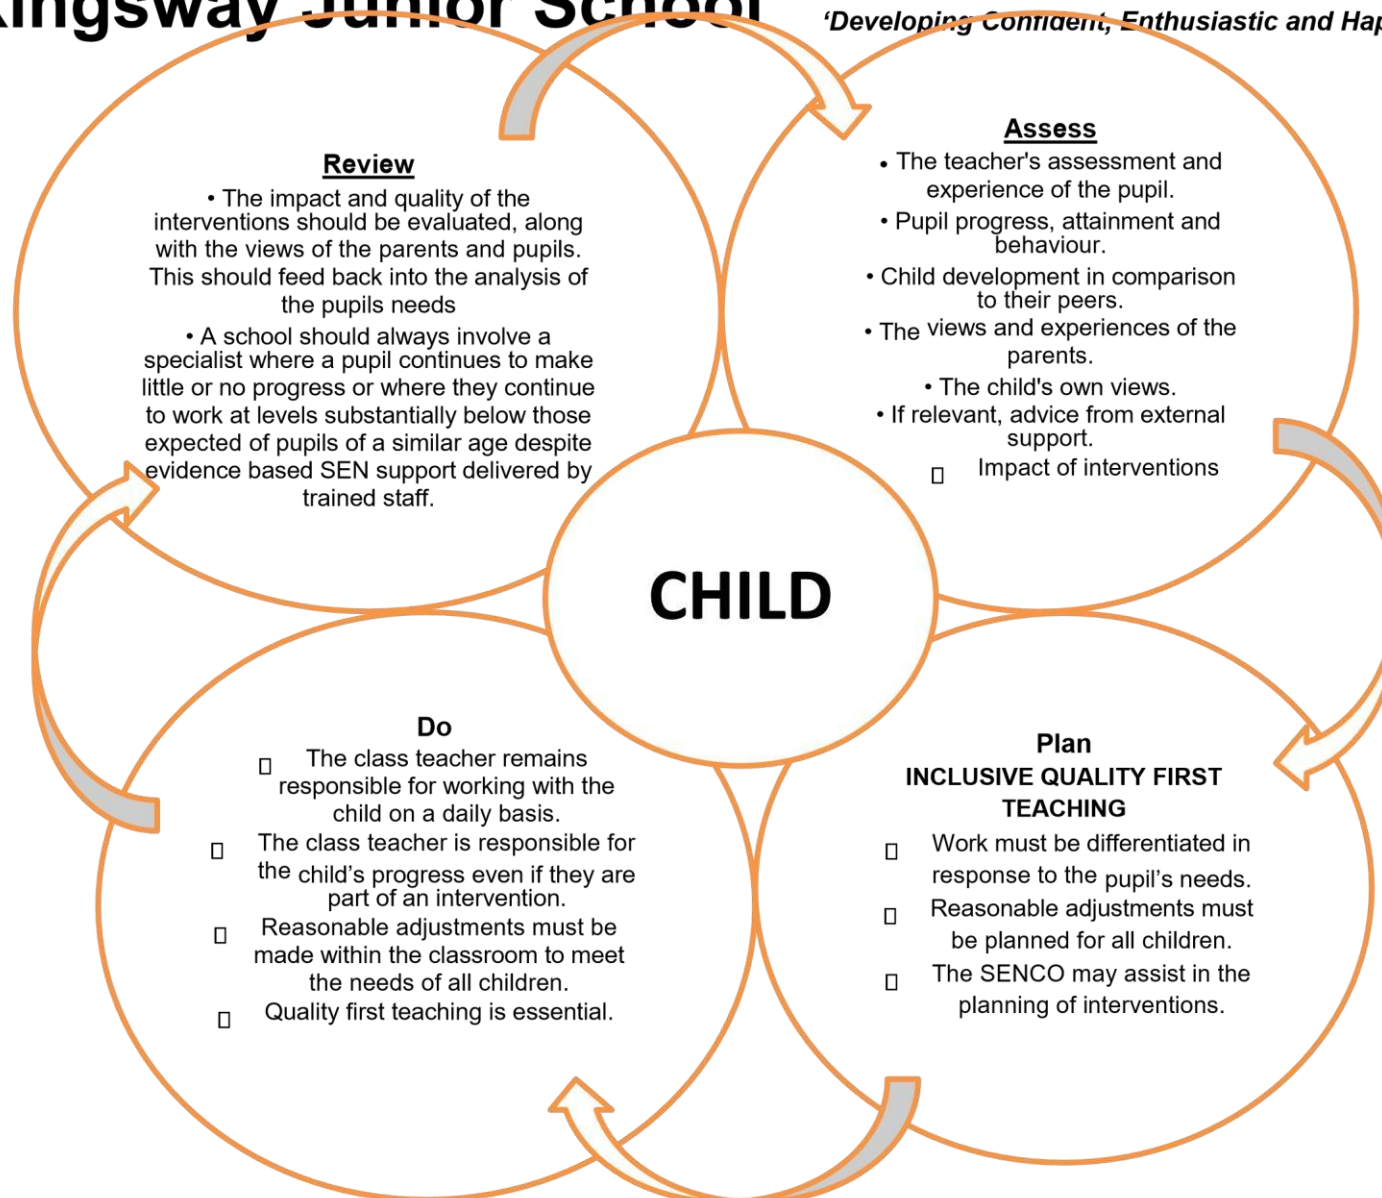 Kingsway Junior School
'Developing Confident, Enthusiastic and
Review
• The impact and quality of the
interventions should be evaluated, along
with the views of the parents and pupils.
This should feed back into the analysis of
the pupils needs
• A school should always involve a
specialist where a pupil continues to make
little or no progress or where they continue
to work at levels substantially below those
expected of pupils of a similar age despite
evidence based SEN support delivered by
trained staff.
Assess
• The teacher's assessment and
experience of the pupil.
• Pupil progress, attainment and
behaviour.
• Child development in comparison
to their peers.
• The views and experiences of the
parents.
• The child's own views.
• If relevant, advice from external
support.
Impact of interventions
CHILD
Do
The class teacher remains
responsible for working with the
child on a daily basis.
The class teacher is responsible for
the child’s progress even if they are
part of an intervention.
Reasonable adjustments must be
made within the classroom to meet
the needs of all children.
Quality first teaching is essential.
Plan
INCLUSIVE QUALITY FIRST
TEACHING
Work must be differentiated in
response to the pupil’s needs.
Reasonable adjustments must
be planned for all children.
The SENCO may assist in the
planning of interventions.